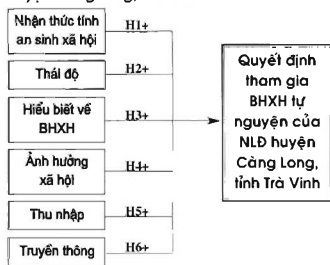 Nhận thức tính
an sinh xã hội
H1+
Thái độ
H2+
Hiểu biết về
BHXH
H3+
Ảnh hưởng
xã hội
H4+
Thu nhập
H5+
Truyền thông
H6+
Quyết định
tham gia
BHXH tự
nguyện của
NLĐ huyện
Càng Long,
tỉnh Trà Vinh